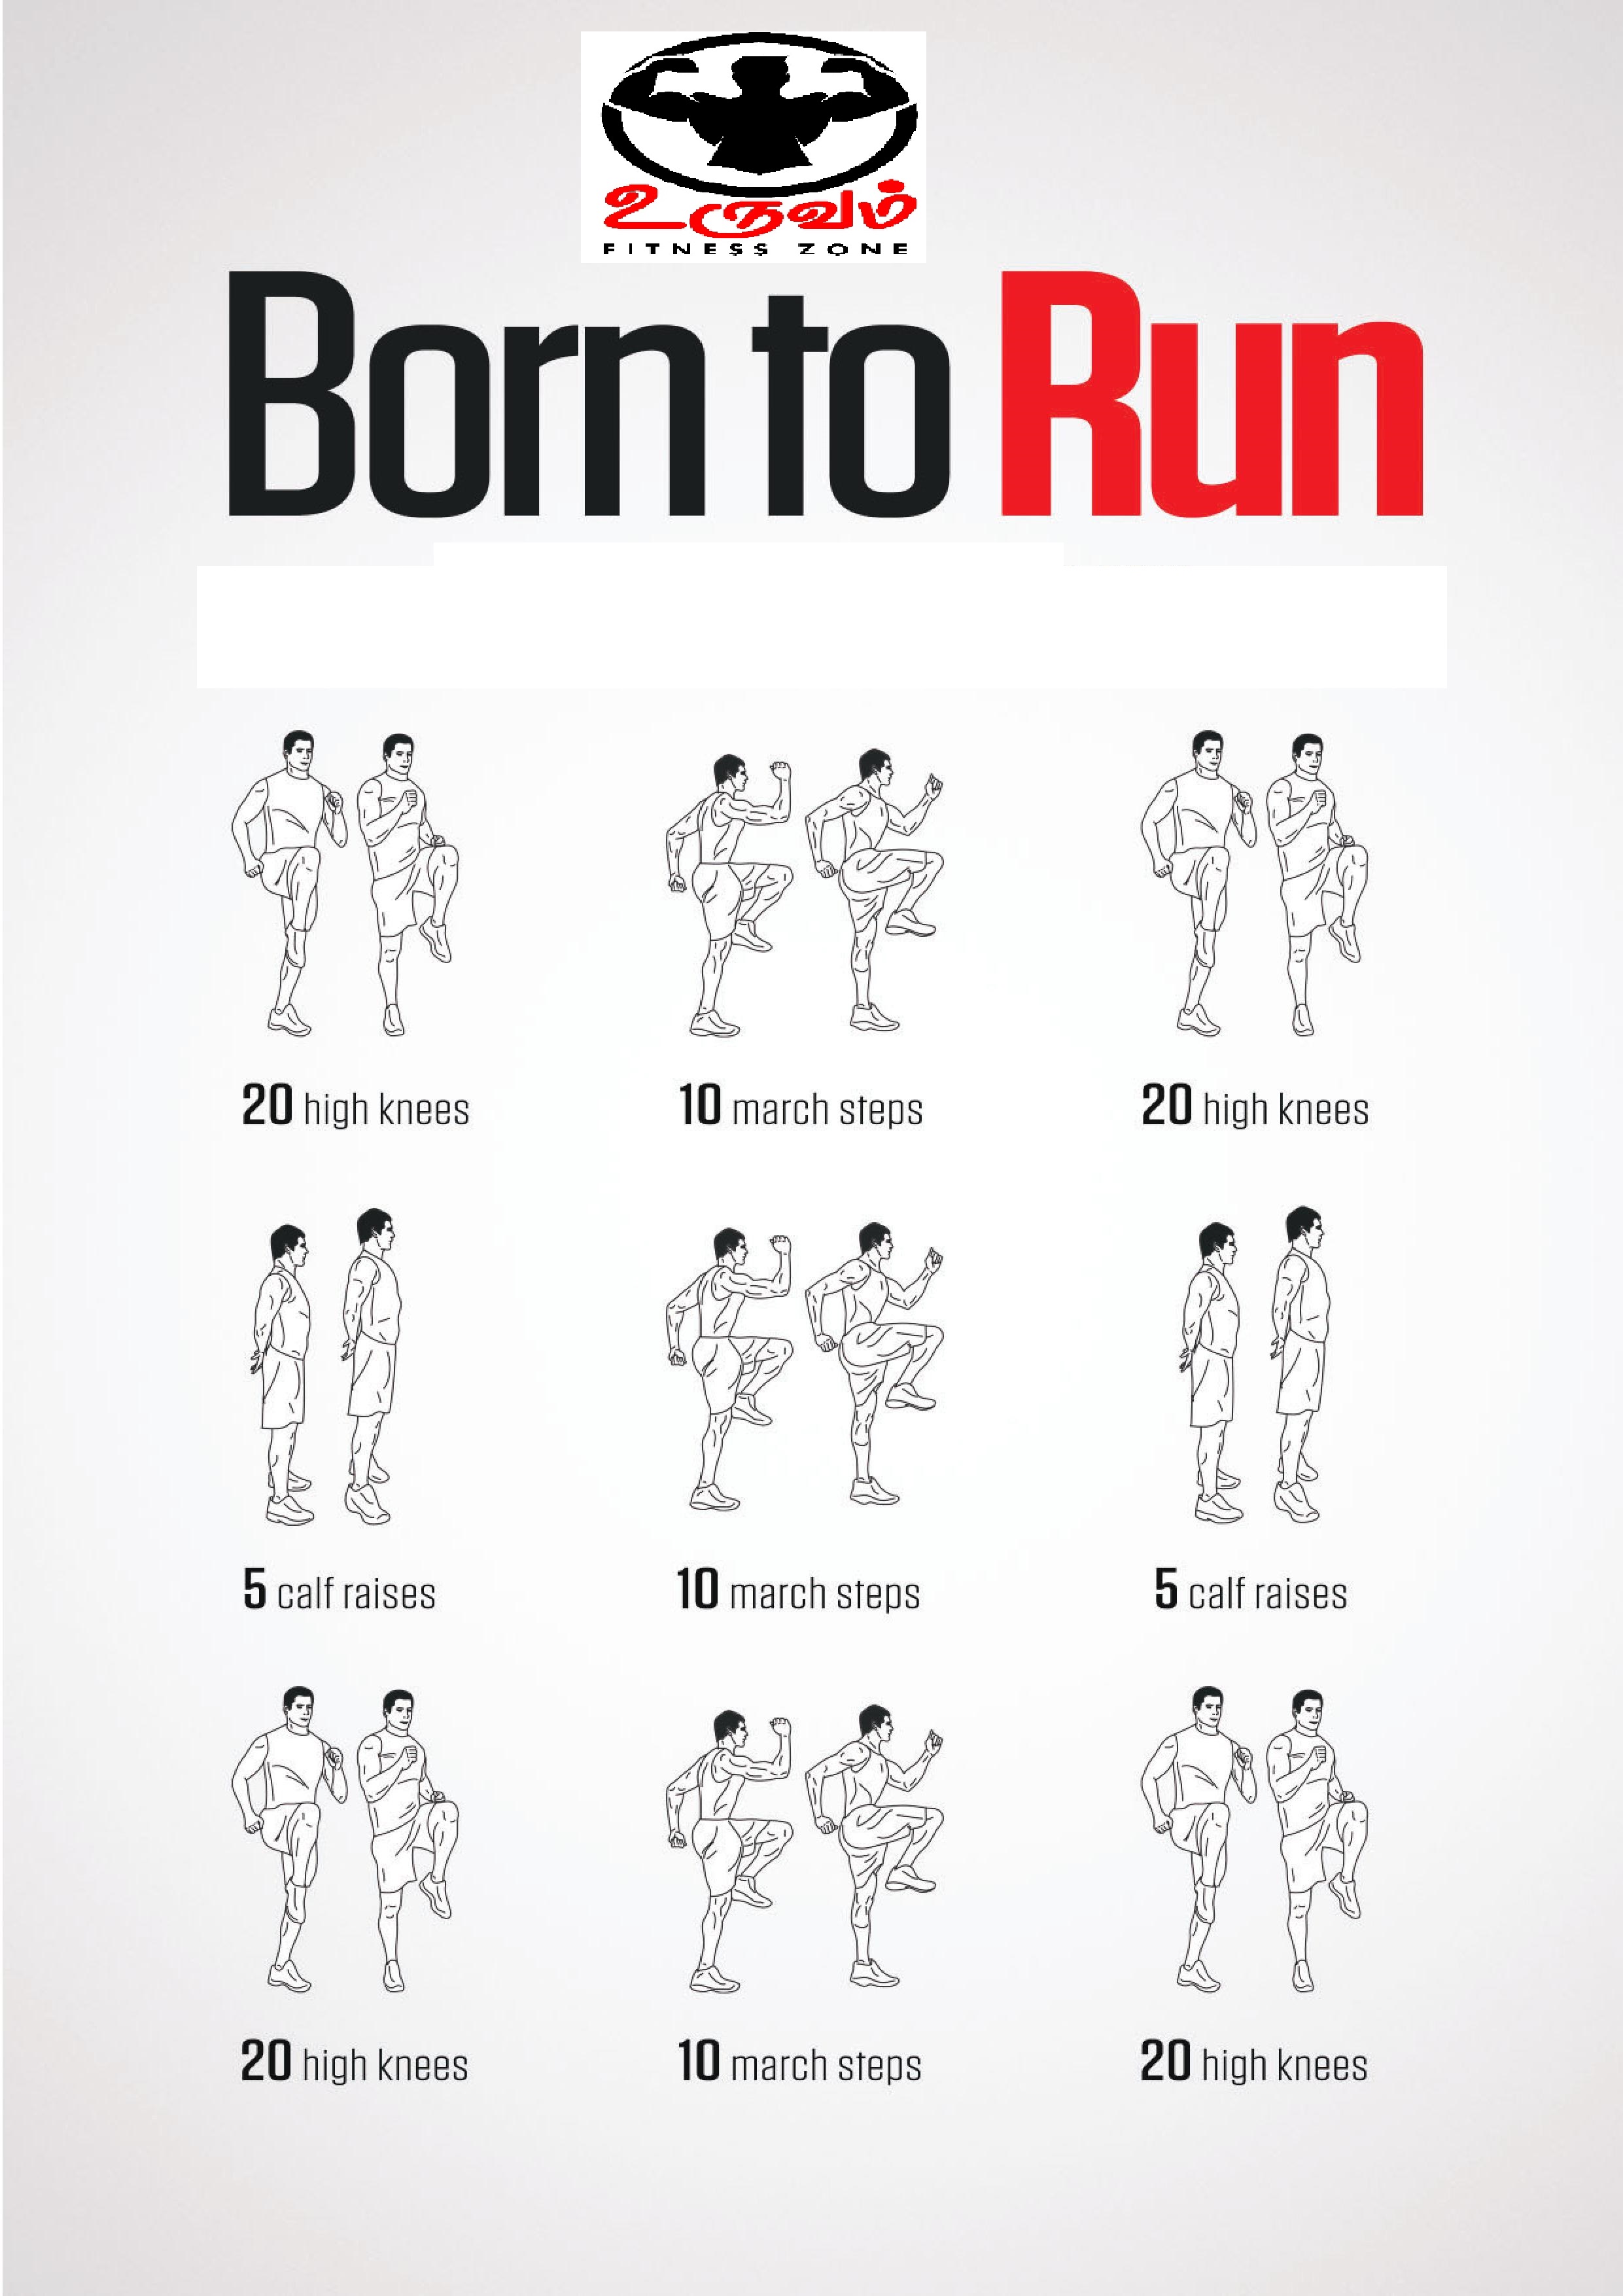 உருவம்
FITNESS ZONE
Born to Run
20 high knees
10 march steps
20 high knees
5 calf raises
10 march steps
5 calf raises
20 high knees
10 march steps
20 high knees